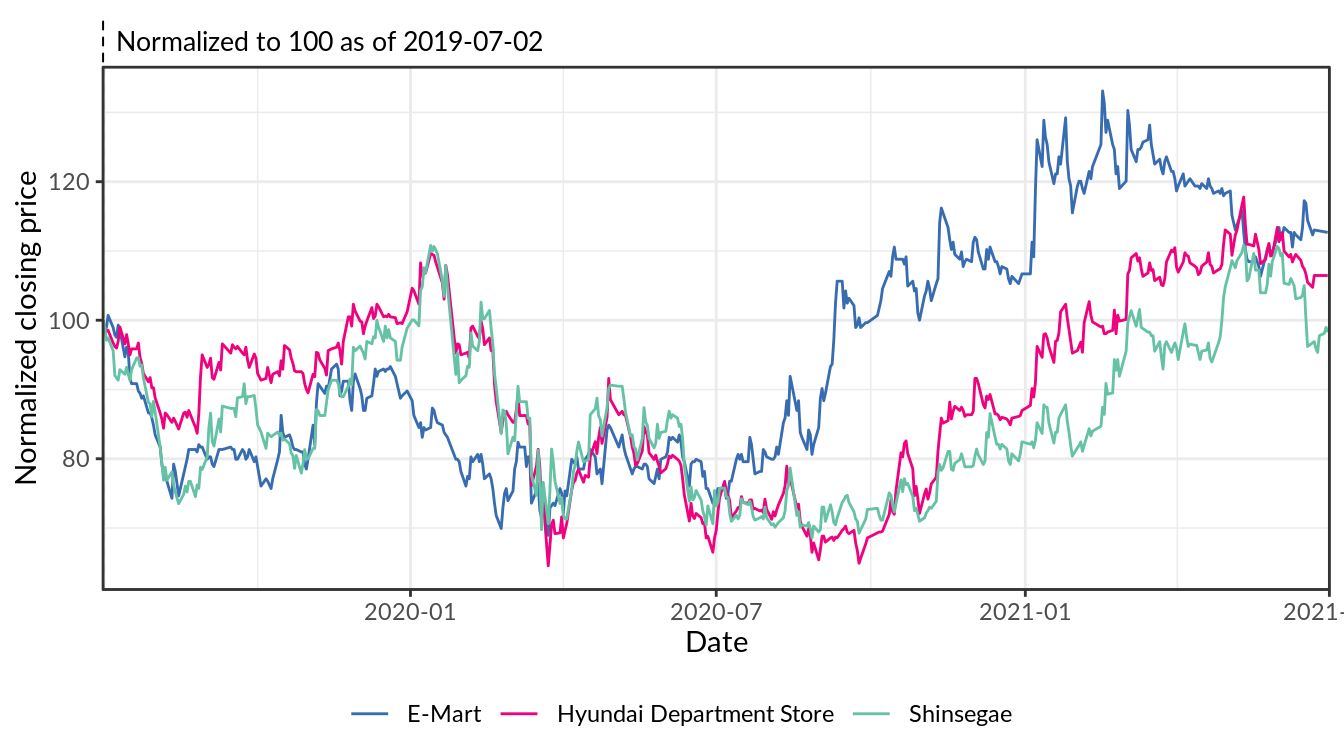 Normalized to 100 as of 2019-07-02
Normalized closing price
120
100
80
2020-01
2020-07
2021-01
2021-
Date
E-Mart
Hyundai Department Store
Shinsegae